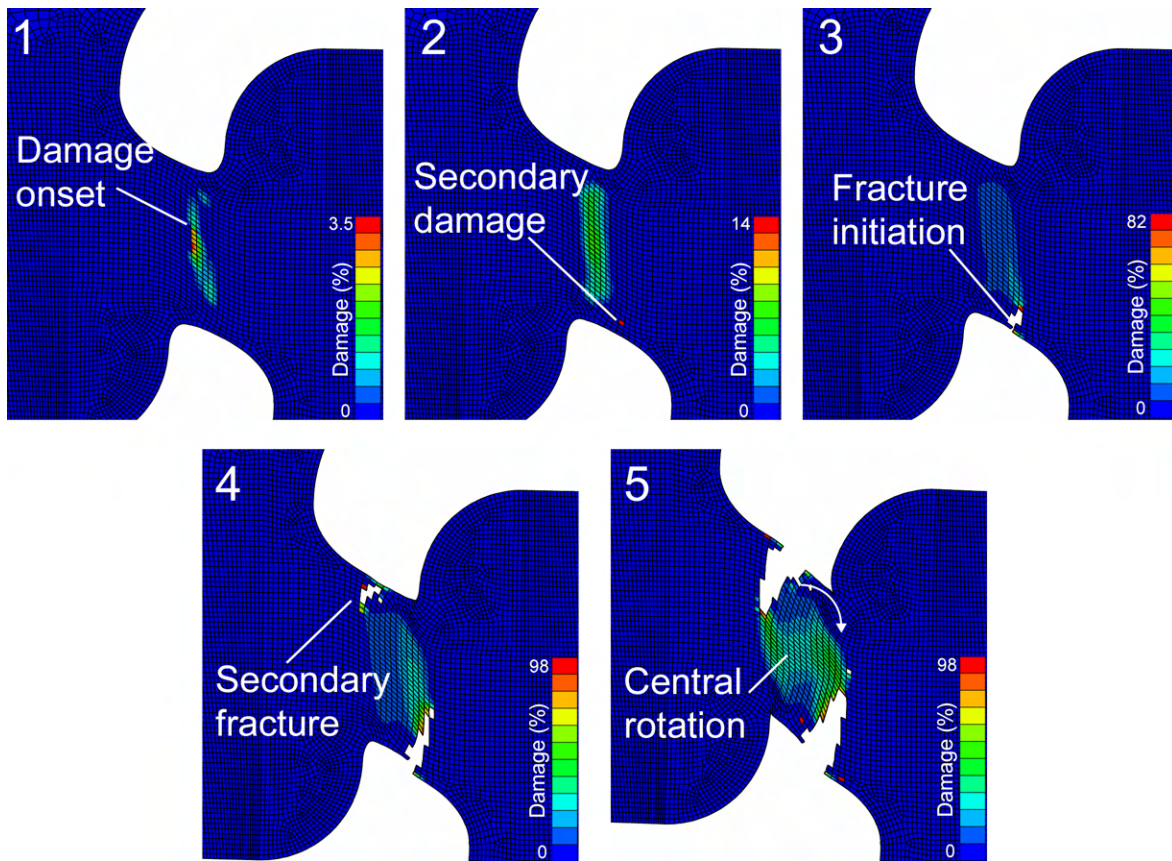 1
Damage
onset
3.5
Damage (%)
0
2
Secondary
damage
14
Damage (%)
0
3
Fracture
initiation
82
Damage (%)
0
4
Secondary
fracture
98
Damage (%)
0
5
Central
rotation
98
Damage (%)
0